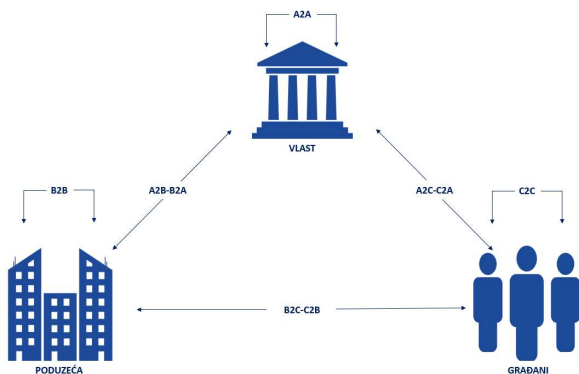 A2A
VLAST
B2B
A2B-B2A
A2C-C2A
C2C
B2C-C2B
PODUZEĆA
GRAĐANI